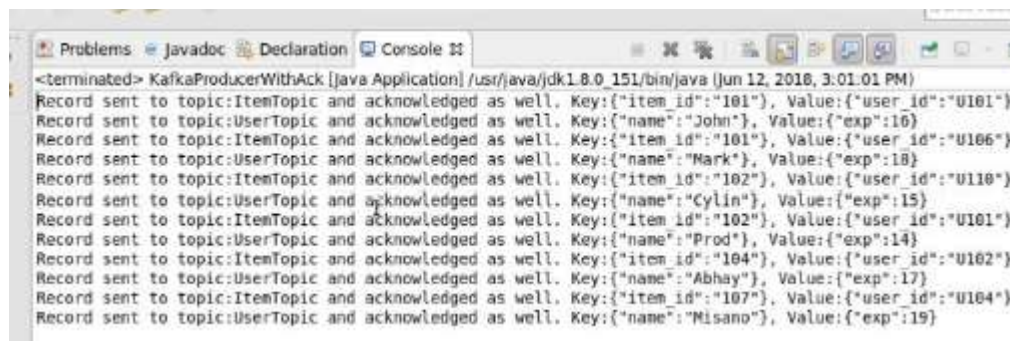 Problems Javadoc Declaration Console
<terminated> KafkaProducerWithAck [Java Application] /usr/java/jdk1.8.0_151/bin/java (Jun 12, 2018, 3:01:01 PM)
Record sent to topic:ItemTopic and acknowledged as well. Key:{"item_id":"101"}, Value:{"user_id":"U101"}
Record sent to topic:UserTopic and acknowledged as well. Key:{"name":"John"}, Value:{"exp":16}
Record sent to topic:ItemTopic and acknowledged as well. Key:{"item_id":"101"}, Value:{"user_id":"U106"}
Record sent to topic:UserTopic and acknowledged as well. Key:{"name":"Mark"}, Value:{"exp":18}
Record sent to topic:ItemTopic and acknowledged as well. Key:{"item_id":"102"}, Value:{"user_id":"U110"}
Record sent to topic:UserTopic and acknowledged as well. Key:{"name":"Cylin"}, Value:{"exp":15}
Record sent to topic:ItemTopic and acknowledged as well. Key:{"item_id":"102"}, Value:{"user_id":"U101"}
Record sent to topic:UserTopic and acknowledged as well. Key:{"name":"Prod"}, Value:{"exp":14}
Record sent to topic:ItemTopic and acknowledged as well. Key:{"item_id":"104"}, Value:{"user_id":"U102"}
Record sent to topic:UserTopic and acknowledged as well. Key:{"name":"Abhay"}, Value:{"exp":17}
Record sent to topic:ItemTopic and acknowledged as well. Key:{"item_id":"107"}, Value:{"user_id":"U104"}
Record sent to topic:UserTopic and acknowledged as well. Key:{"name":"Misano"}, Value:{"exp":19}